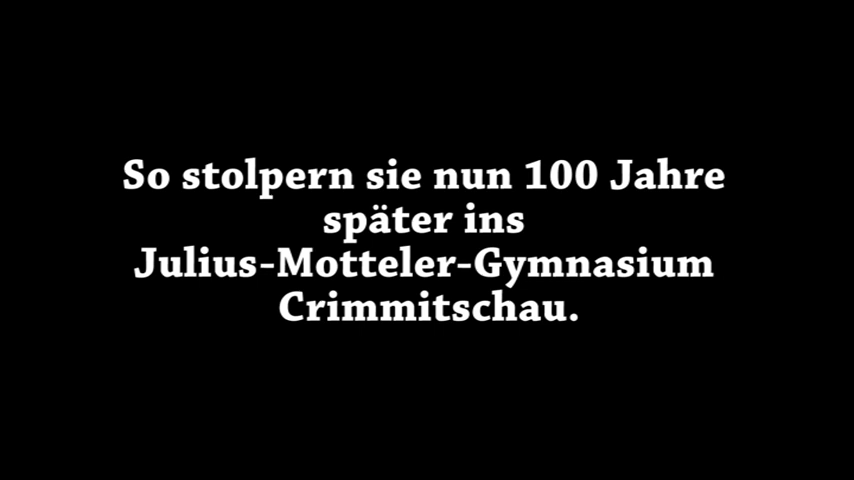 So stolpern sie nun 100 Jahre
später ins
Julius-Motteler-Gymnasium
Crimmitschau.